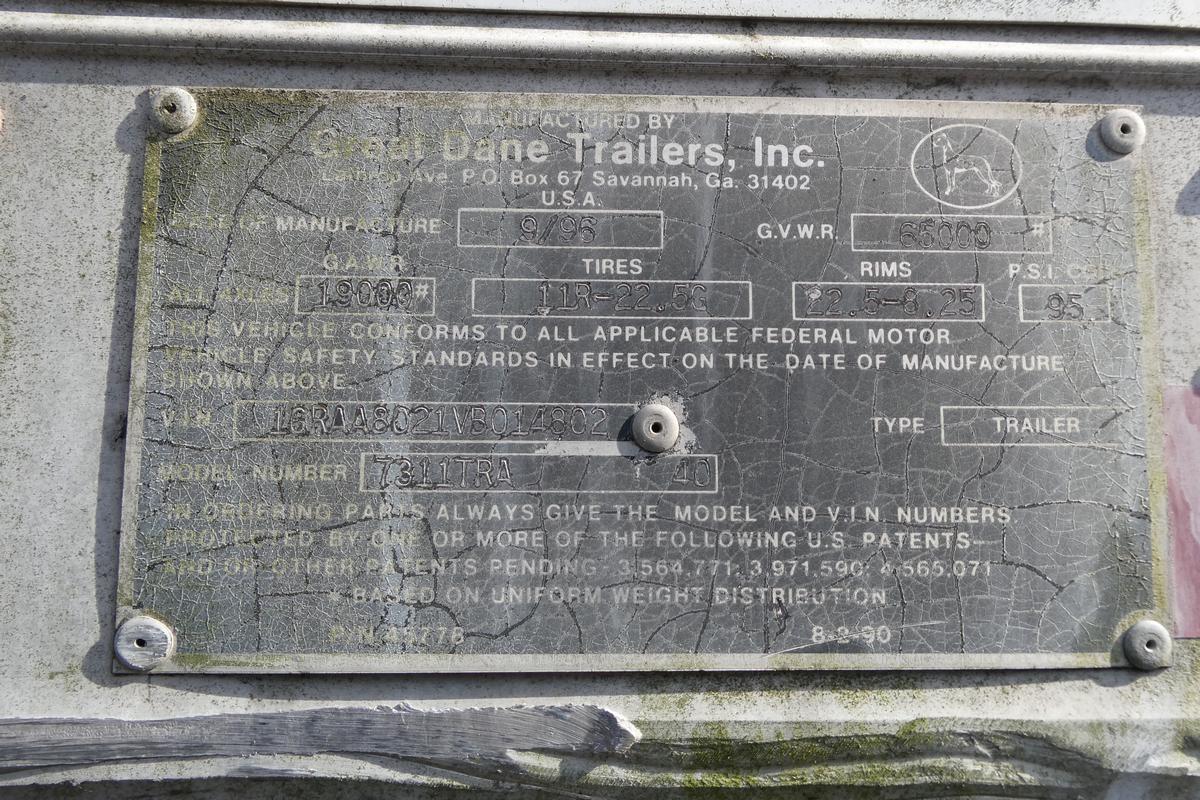 MANUFACTURED BY
Great Dane Trailers, Inc.
Lathrop Ave. P.O. Box 67 Savannah, Ga. 31402
U.S.A.
DATE OF MANUFACTURE 9/96 G.V.W.R. 65000 #
G.A.W.R. TIRES RIMS P.S.I. COLD
ALL AXLES 19000# 11R-22.5G 22.5-8.25 95
THIS VEHICLE CONFORMS TO ALL APPLICABLE FEDERAL MOTOR
VEHICLE SAFETY STANDARDS IN EFFECT ON THE DATE OF MANUFACTURE
SHOWN ABOVE
V.I.N. 1GRAA8021VB014802 TYPE TRAILER
MODEL NUMBER 7311TRA 40
IN ORDERING PARTS ALWAYS GIVE THE MODEL AND V.I.N. NUMBERS
PROTECTED BY ONE OR MORE OF THE FOLLOWING U.S. PATENTS—
AND OR OTHER PATENTS PENDING: 3,564,771; 3,971,590; 4,565,071
* BASED ON UNIFORM WEIGHT DISTRIBUTION
P/N 8-8-90